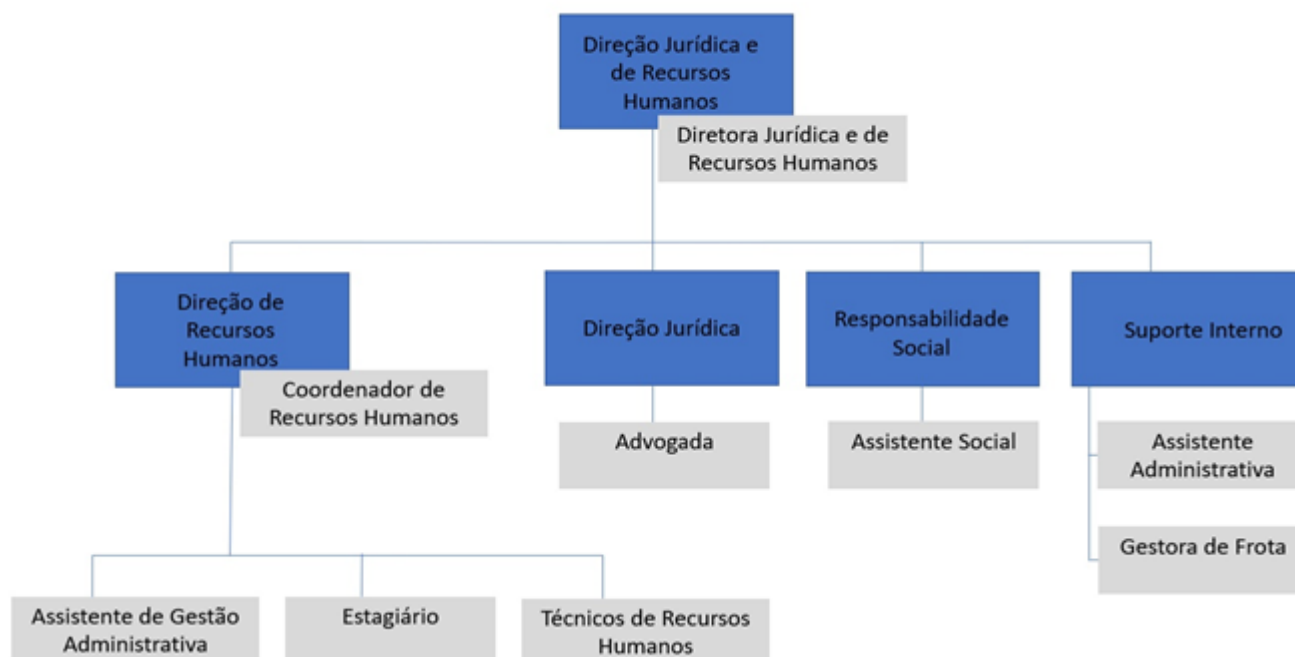 Direção Jurídica e
de Recursos
Humanos
Diretora Jurídica e de
Recursos Humanos
Direção de
Recursos
Humanos
Coordenador de
Recursos Humanos
Direção Jurídica
Responsabilidade
Social
Suporte Interno
Advogada
Assistente Social
Assistente
Administrativa
Gestora de Frota
Assistente de Gestão
Administrativa
Estagiário
Técnicos de Recursos
Humanos